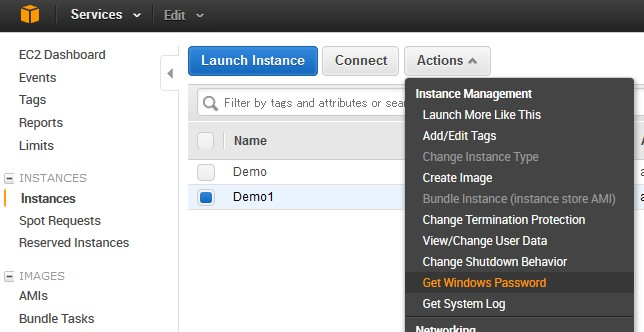 Services Edit
EC2 Dashboard
Events
Tags
Reports
Limits
INSTANCES
Instances
Spot Requests
Reserved Instances
IMAGES
AMIs
Bundle Tasks
Launch Instance Connect Actions
Filter by tags and attributes or sea
Name
Demo
Demo1
Instance Management
Launch More Like This
Add/Edit Tags
Change Instance Type
Create Image
Bundle Instance (instance store AMI)
Change Termination Protection
View/Change User Data
Change Shutdown Behavior
Get Windows Password
Get System Log
Networking